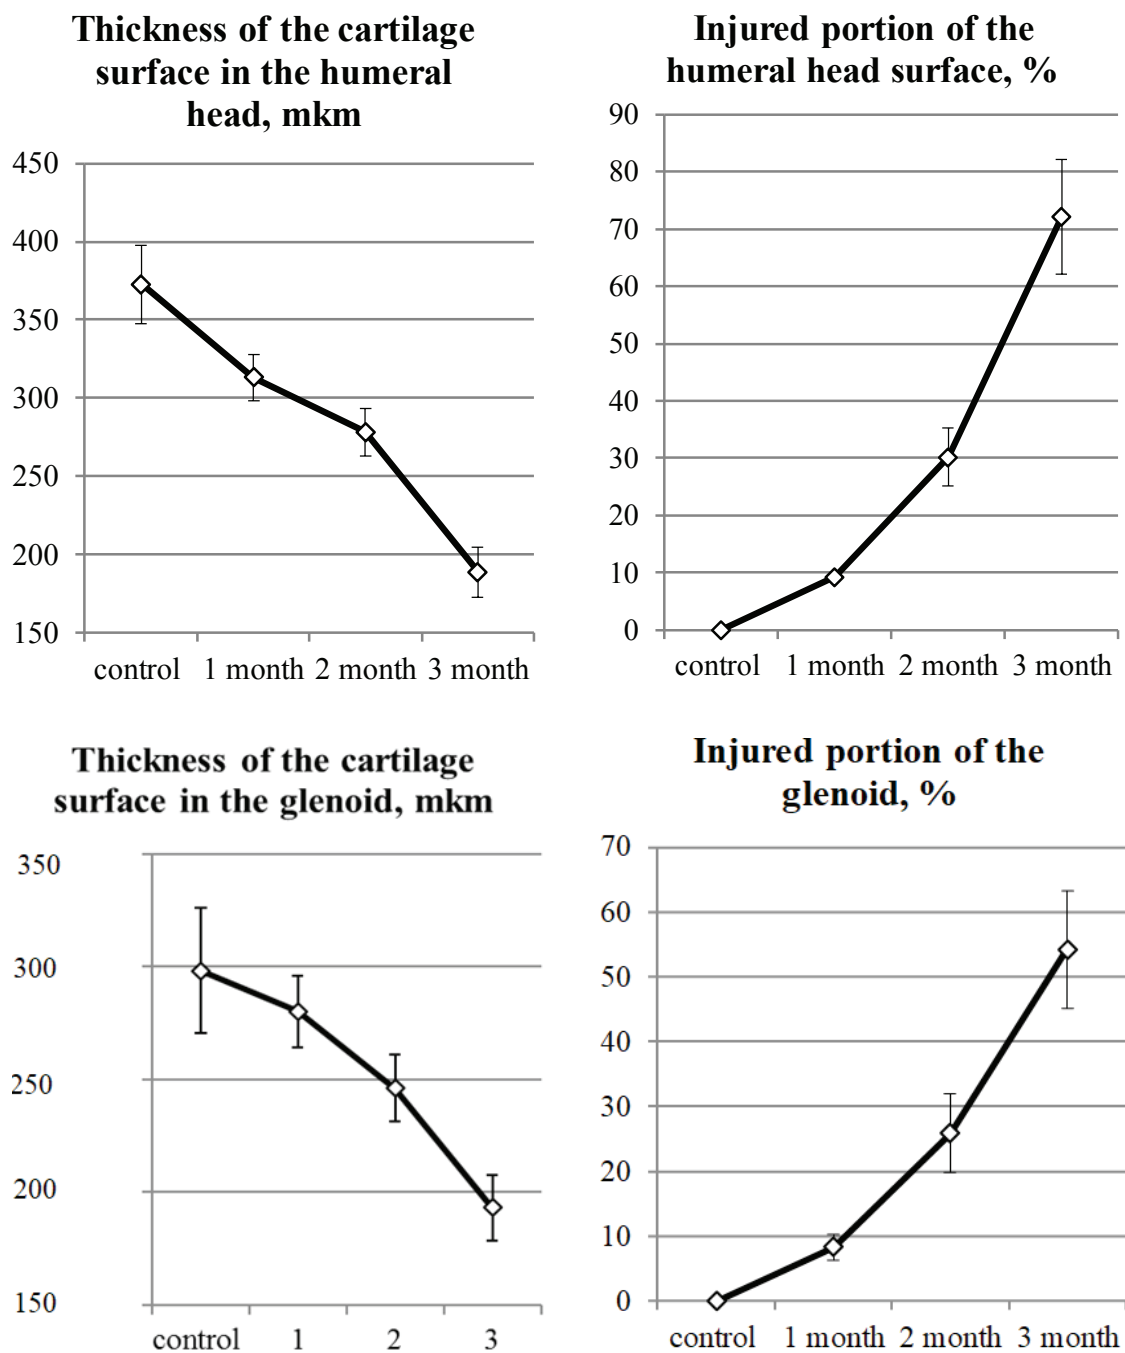 Thickness of the cartilage
surface in the humeral
head, mkm
450
400
350
300
250
200
150
control 1 month 2 month 3 month
Injured portion of the
humeral head surface, %
90
80
70
60
50
40
30
20
10
0
control 1 month 2 month 3 month
Thickness of the cartilage
surface in the glenoid, mkm
350
300
250
200
150
control 1 2 3
Injured portion of the
glenoid, %
70
60
50
40
30
20
10
0
control 1 month 2 month 3 month